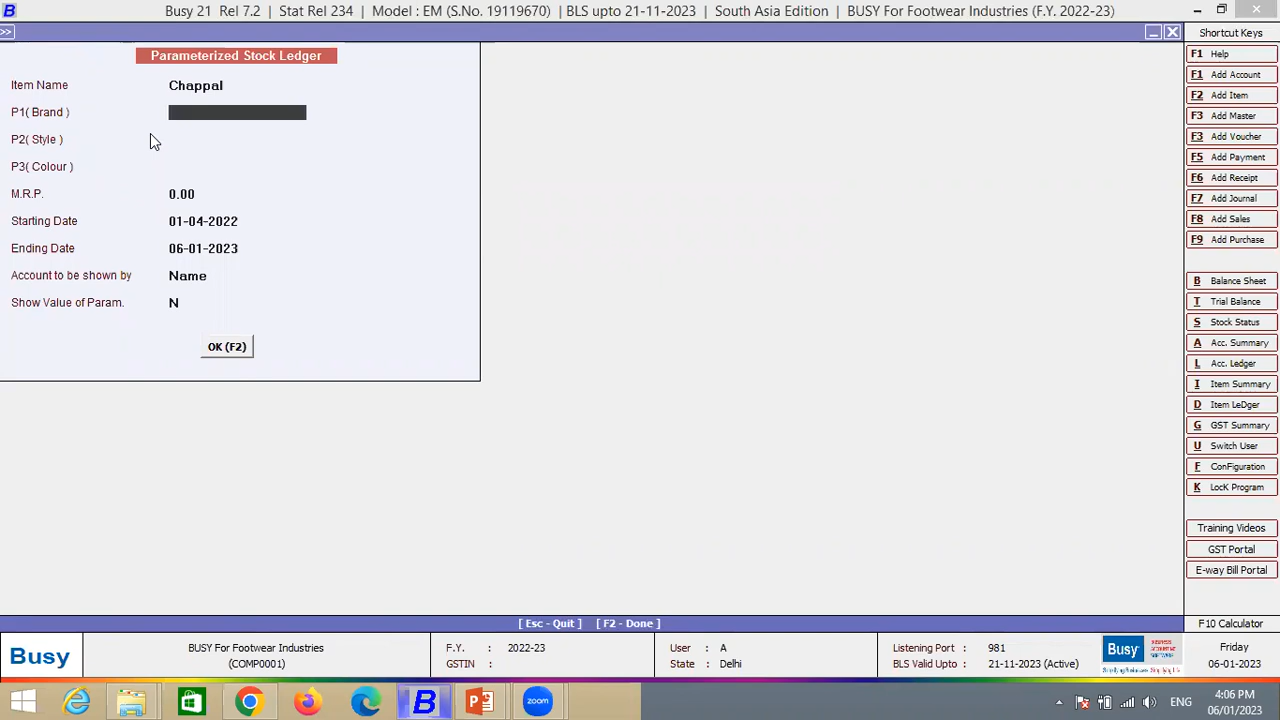 Busy 21 Rel 7.2 | Stat Rel 234 | Model : EM (S.No. 19119670) | BLS upto 21-11-2023 | South Asia Edition | BUSY For Footwear Industries (F.Y. 2022-23)
>>
Shortcut Keys
Parameterized Stock Ledger
Item Name Chappal
P1( Brand )
P2( Style )
P3( Colour )
M.R.P. 0.00
Starting Date 01-04-2022
Ending Date 06-01-2023
Account to be shown by Name
Show Value of Param. N
OK (F2)
F1 Help
F1 Add Account
F2 Add Item
F3 Add Master
F3 Add Voucher
F5 Add Payment
F6 Add Receipt
F7 Add Journal
F8 Add Sales
F9 Add Purchase
B Balance Sheet
T Trial Balance
S Stock Status
A Acc. Summary
L Acc. Ledger
I Item Summary
D Item LeDger
G GST Summary
U Switch User
F ConFiguration
K LocK Program
Training Videos
GST Portal
E-way Bill Portal
[ Esc - Quit ] [ F2 - Done ]
F10 Calculator
Busy
BUSY For Footwear Industries
(COMP0001)
F.Y. : 2022-23
GSTIN :
User : A
State : Delhi
Listening Port : 981
BLS Valid Upto : 21-11-2023 (Active)
Busy
Friday
06-01-2023
zoom
ENG
4:06 PM
06/01/2023